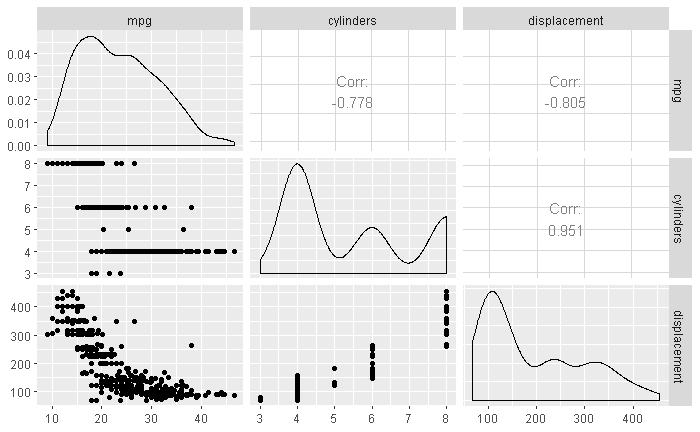 mpg cylinders displacement
0.04
0.03
0.02
0.01
0.00
Corr:
-0.778
Corr:
-0.805
mpg
8
7
6
5
4
3
Corr:
0.951
cylinders
400
300
200
100
displacement
10 20 30 40 3 4 5 6 7 8 100 200 300 400